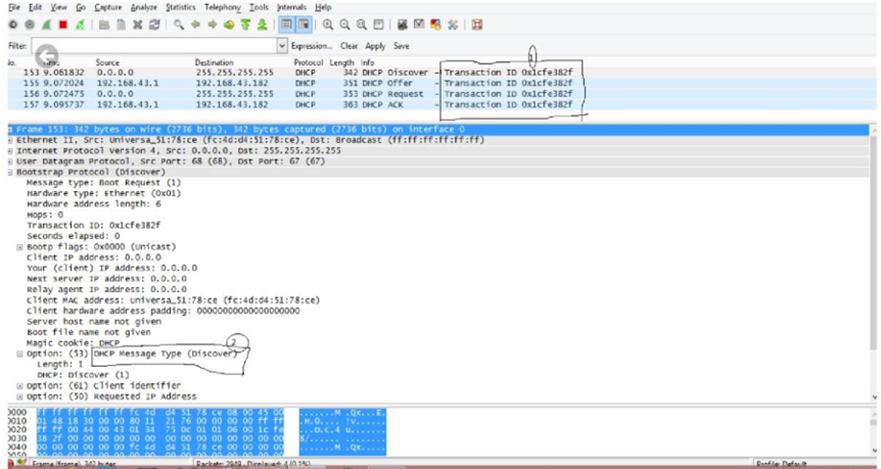 File Edit View Go Capture Analyze Statistics Telephony Tools Internals Help
Filter: Expression... Clear Apply Save
No. Time Source Destination Protocol Length Info
1
153 9.061832 0.0.0.0 255.255.255.255 DHCP 342 DHCP Discover - Transaction ID 0x1cfe382f
155 9.072024 192.168.43.1 192.168.43.182 DHCP 351 DHCP Offer - Transaction ID 0x1cfe382f
156 9.072475 0.0.0.0 255.255.255.255 DHCP 353 DHCP Request - Transaction ID 0x1cfe382f
157 9.095737 192.168.43.1 192.168.43.182 DHCP 363 DHCP ACK - Transaction ID 0x1cfe382f
Frame 153: 342 bytes on wire (2736 bits), 342 bytes captured (2736 bits) on interface 0
Ethernet II, Src: Universa_51:78:ce (fc:4d:d4:51:78:ce), Dst: Broadcast (ff:ff:ff:ff:ff:ff)
Internet Protocol Version 4, Src: 0.0.0.0, Dst: 255.255.255.255
User Datagram Protocol, Src Port: 68 (68), Dst Port: 67 (67)
Bootstrap Protocol (Discover)
Message type: Boot Request (1)
Hardware type: Ethernet (0x01)
Hardware address length: 6
Hops: 0
Transaction ID: 0x1cfe382f
Seconds elapsed: 0
Bootp flags: 0x0000 (Unicast)
Client IP address: 0.0.0.0
Your (client) IP address: 0.0.0.0
Next server IP address: 0.0.0.0
Relay agent IP address: 0.0.0.0
Client MAC address: Universa_51:78:ce (fc:4d:d4:51:78:ce)
Client hardware address padding: 00000000000000000000
Server host name not given
Boot file name not given
Magic cookie: DHCP
2
Option: (53) DHCP Message Type (Discover)
Length: 1
DHCP: Discover (1)
Option: (61) Client identifier
Option: (50) Requested IP Address
0000 ff ff ff ff ff ff fc 4d d4 51 78 ce 08 00 45 00 .......M .Qx...E.
0010 01 48 18 30 00 00 80 11 21 76 00 00 00 00 ff ff .H.0.... !v......
0020 ff ff 00 44 00 43 01 34 75 0c 01 01 06 00 1c fe ...D.C.4 u.......
0030 38 2f 00 00 00 00 00 00 00 00 00 00 00 00 00 00 8/...... ........
0040 00 00 00 00 00 00 fc 4d d4 51 78 ce 00 00 00 00 .......M .Qx.....
Frame (frame), 342 bytes Packets: 2949 · Displayed: 4 (0.1%) Profile: Default